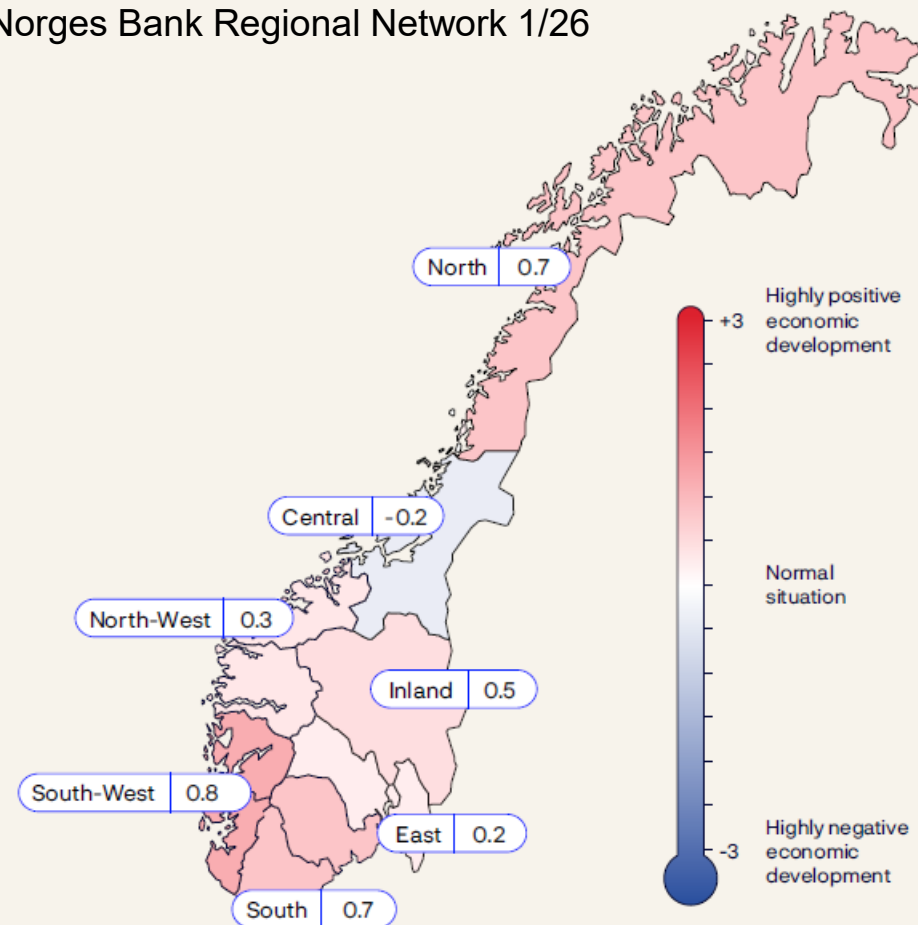 Norges Bank Regional Network 1/26
North 0.7
Highly positive
economic
development
+3
Central -0.2
Normal
situation
North-West 0.3
Inland 0.5
South-West 0.8
East 0.2
Highly negative
economic
development
-3
South 0.7